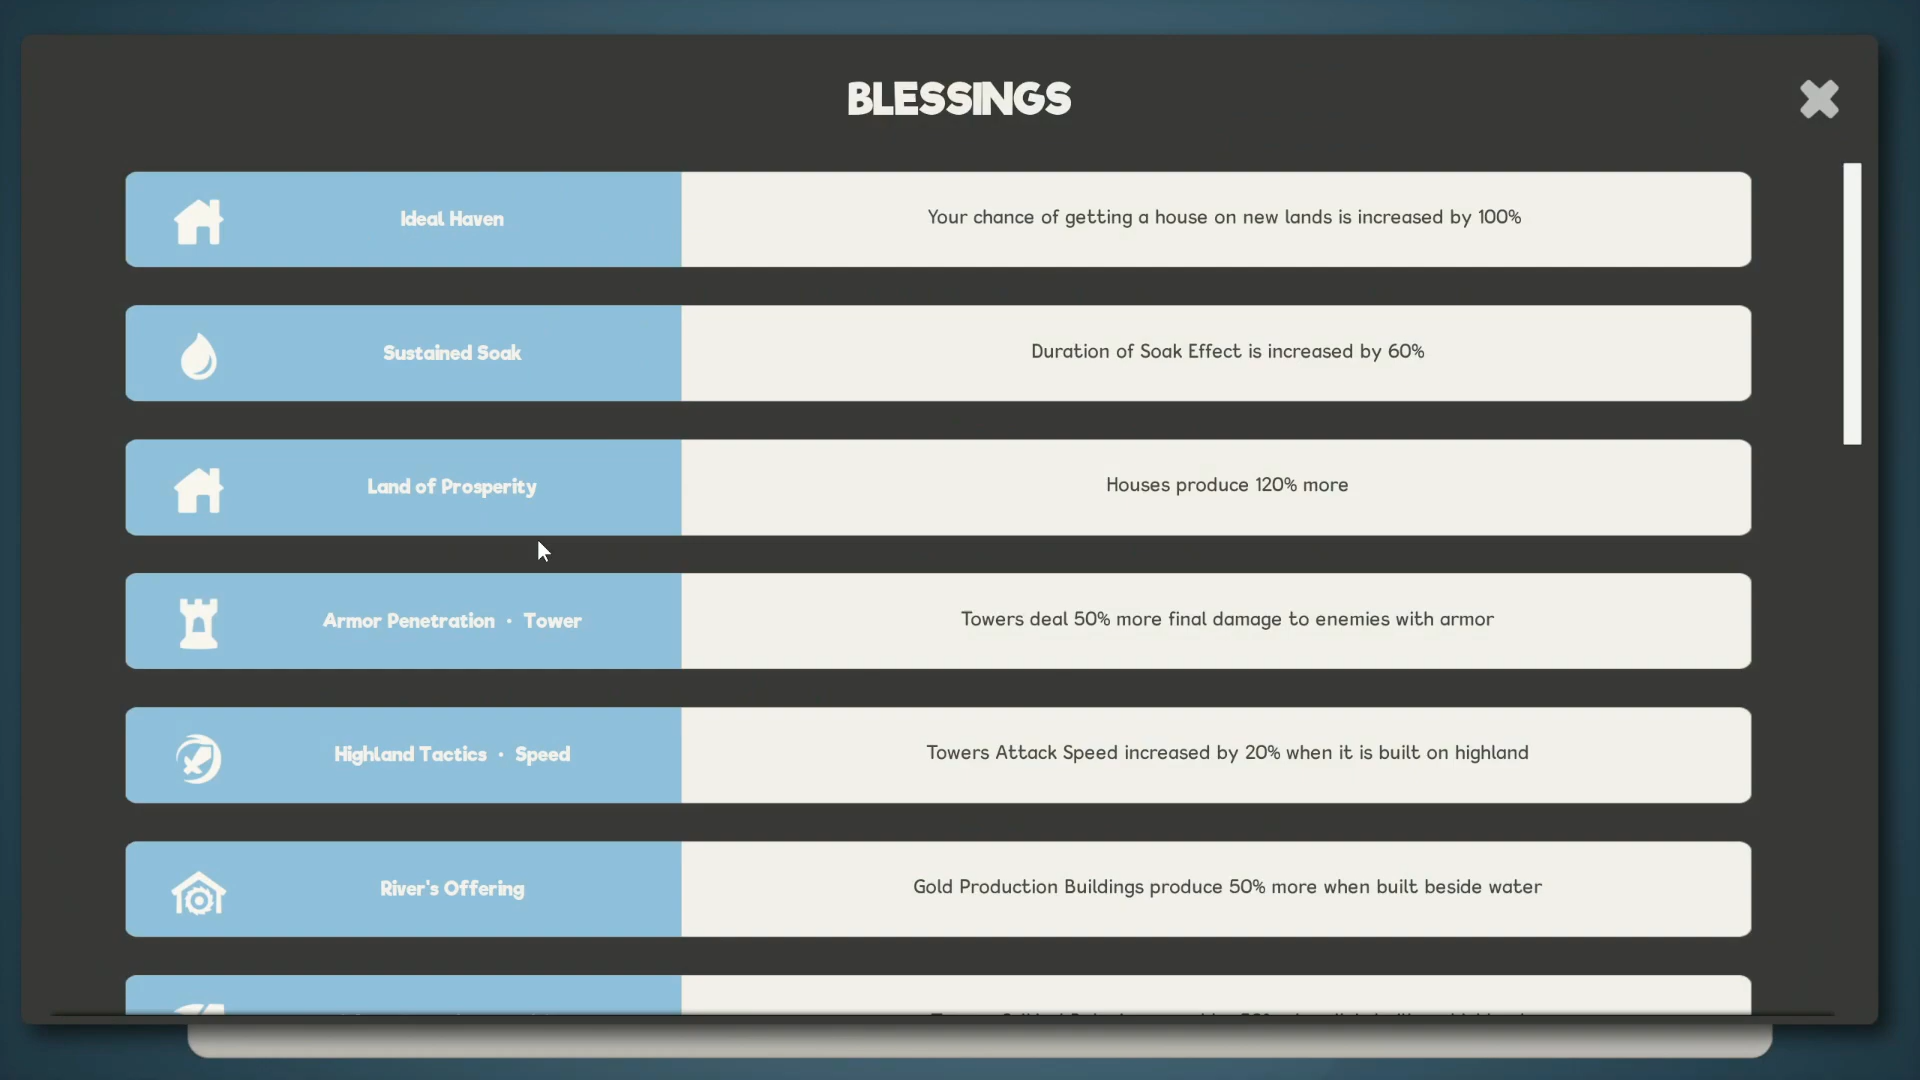 BLESSINGS
Ideal Haven
Your chance of getting a house on new lands is increased by 100%
Sustained Soak
Duration of Soak Effect is increased by 60%
Land of Prosperity
Houses produce 120% more
Armor Penetration · Tower
Towers deal 50% more final damage to enemies with armor
Highland Tactics · Speed
Towers Attack Speed increased by 20% when it is built on highland
River's Offering
Gold Production Buildings produce 50% more when built beside water